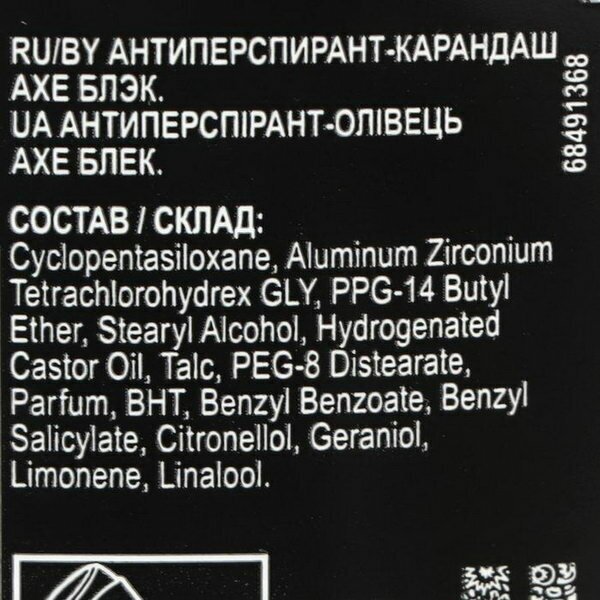 RU/BY АНТИПЕРСПИРАНТ-КАРАНДАШ
АХЕ БЛЭК.
UA АНТИПЕРСПІРАНТ-ОЛІВЕЦЬ
АХЕ БЛЕК.
68491368
СОСТАВ / СКЛАД:
Cyclopentasiloxane, Aluminum Zirconium
Tetrachlorohydrex GLY, PPG-14 Butyl
Ether, Stearyl Alcohol, Hydrogenated
Castor Oil, Talc, PEG-8 Distearate,
Parfum, BHT, Benzyl Benzoate, Benzyl
Salicylate, Citronellol, Geraniol,
Limonene, Linalool.